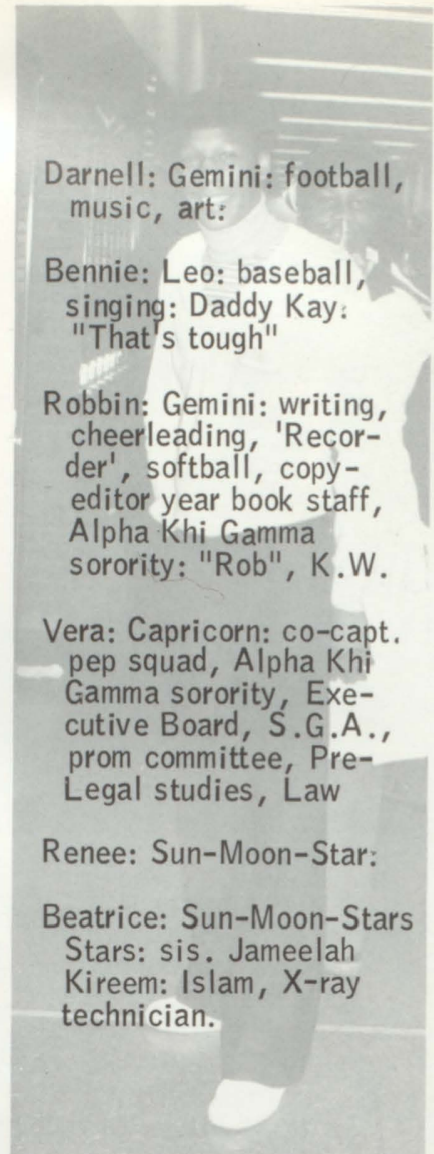 Darnell: Gemini: football,
music, art:
Bennie: Leo: baseball,
singing: Daddy Kay:
"That's tough"
Robbin: Gemini: writing,
cheerleading, 'Recor-
der', softball, copy-
editor year book staff,
Alpha Khi Gamma
sorority: "Rob", K.W.
Vera: Capricorn: co-capt.
pep squad, Alpha Khi
Gamma sorority, Exe-
cutive Board, S.G.A.,
prom committee, Pre-
Legal studies, Law
Renee: Sun-Moon-Star:
Beatrice: Sun-Moon-Stars
Stars: sis. Jameelah
Kireem: Islam, X-ray
technician.